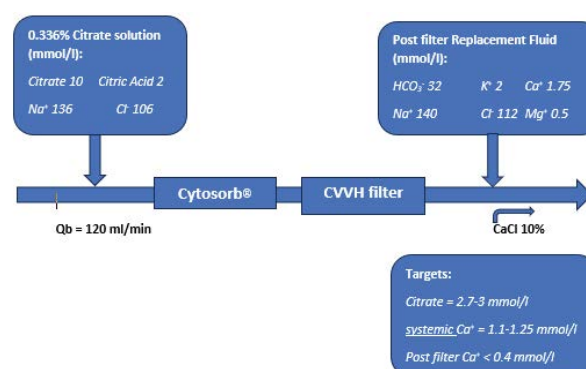 0.336% Citrate solution
(mmol/l):
Citrate 10 Citric Acid 2
Na⁺ 136 Cl⁻ 106
Post filter Replacement Fluid
(mmol/l):
HCO₃⁻ 32 K⁺ 2 Ca⁺ 1.75
Na⁺ 140 Cl⁻ 112 Mg⁺ 0.5
Cytosorb®
CVVH filter
Qb = 120 ml/min
CaCl 10%
Targets:
Citrate = 2.7-3 mmol/l
systemic Ca⁺ = 1.1-1.25 mmol/l
Post filter Ca⁺ < 0.4 mmol/l